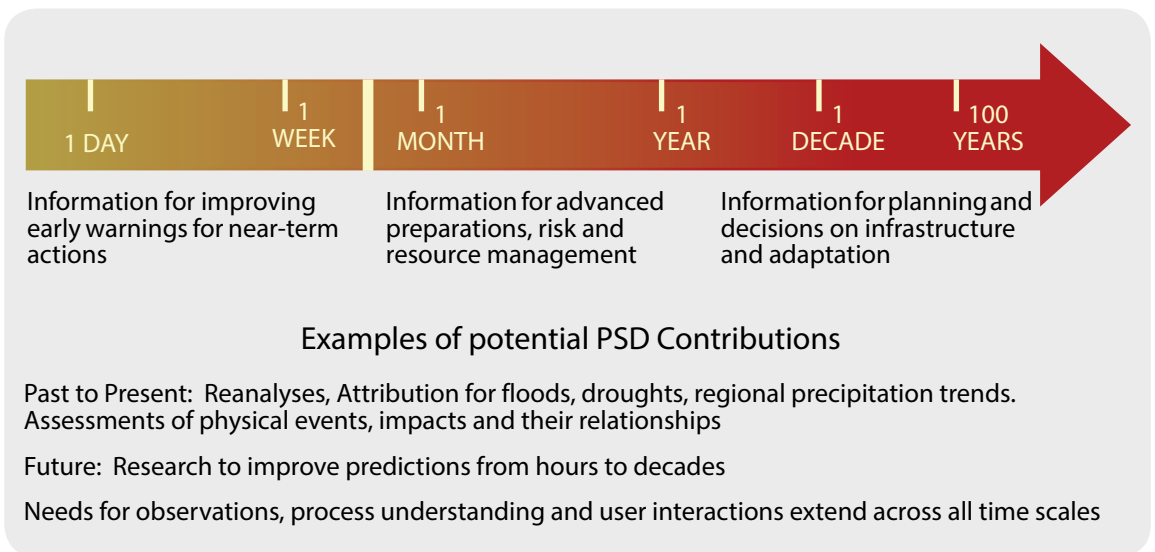 1 DAY
1
WEEK
1
MONTH
1
YEAR
1
DECADE
100
YEARS
Information for improving
early warnings for near-term
actions
Information for advanced
preparations, risk and
resource management
Information for planning and
decisions on infrastructure
and adaptation
Examples of potential PSD Contributions
Past to Present: Reanalyses, Attribution for floods, droughts, regional precipitation trends.
Assessments of physical events, impacts and their relationships
Future: Research to improve predictions from hours to decades
Needs for observations, process understanding and user interactions extend across all time scales